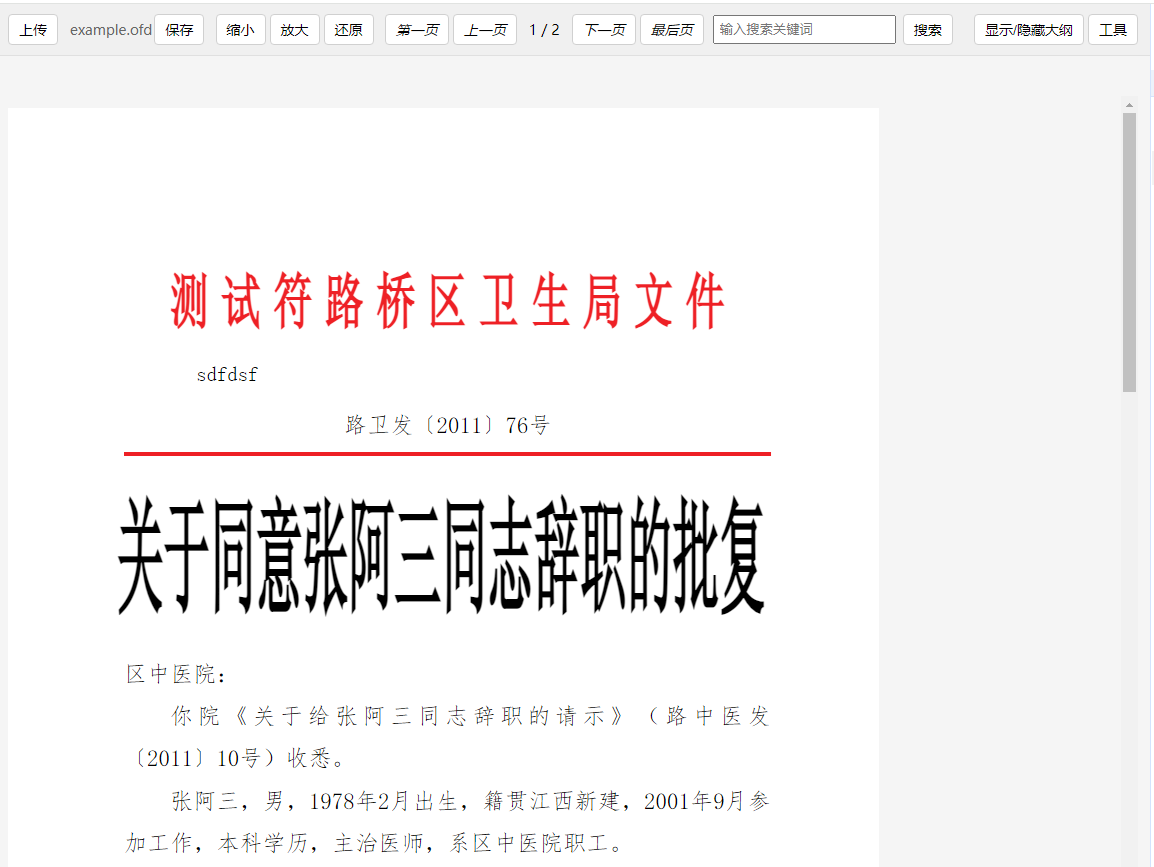 上传 example.ofd 保存 缩小 放大 还原 第一页 上一页 1 / 2 下一页 最后页 输入搜索关键词 搜索 显示/隐藏大纲 工具
测试符路桥区卫生局文件
sdfdsf
路卫发〔2011〕76号
关于同意张阿三同志辞职的批复
区中医院：
你院《关于给张阿三同志辞职的请示》（路中医发
〔2011〕10号）收悉。
张阿三，男，1978年2月出生，籍贯江西新建，2001年9月参
加工作，本科学历，主治医师，系区中医院职工。